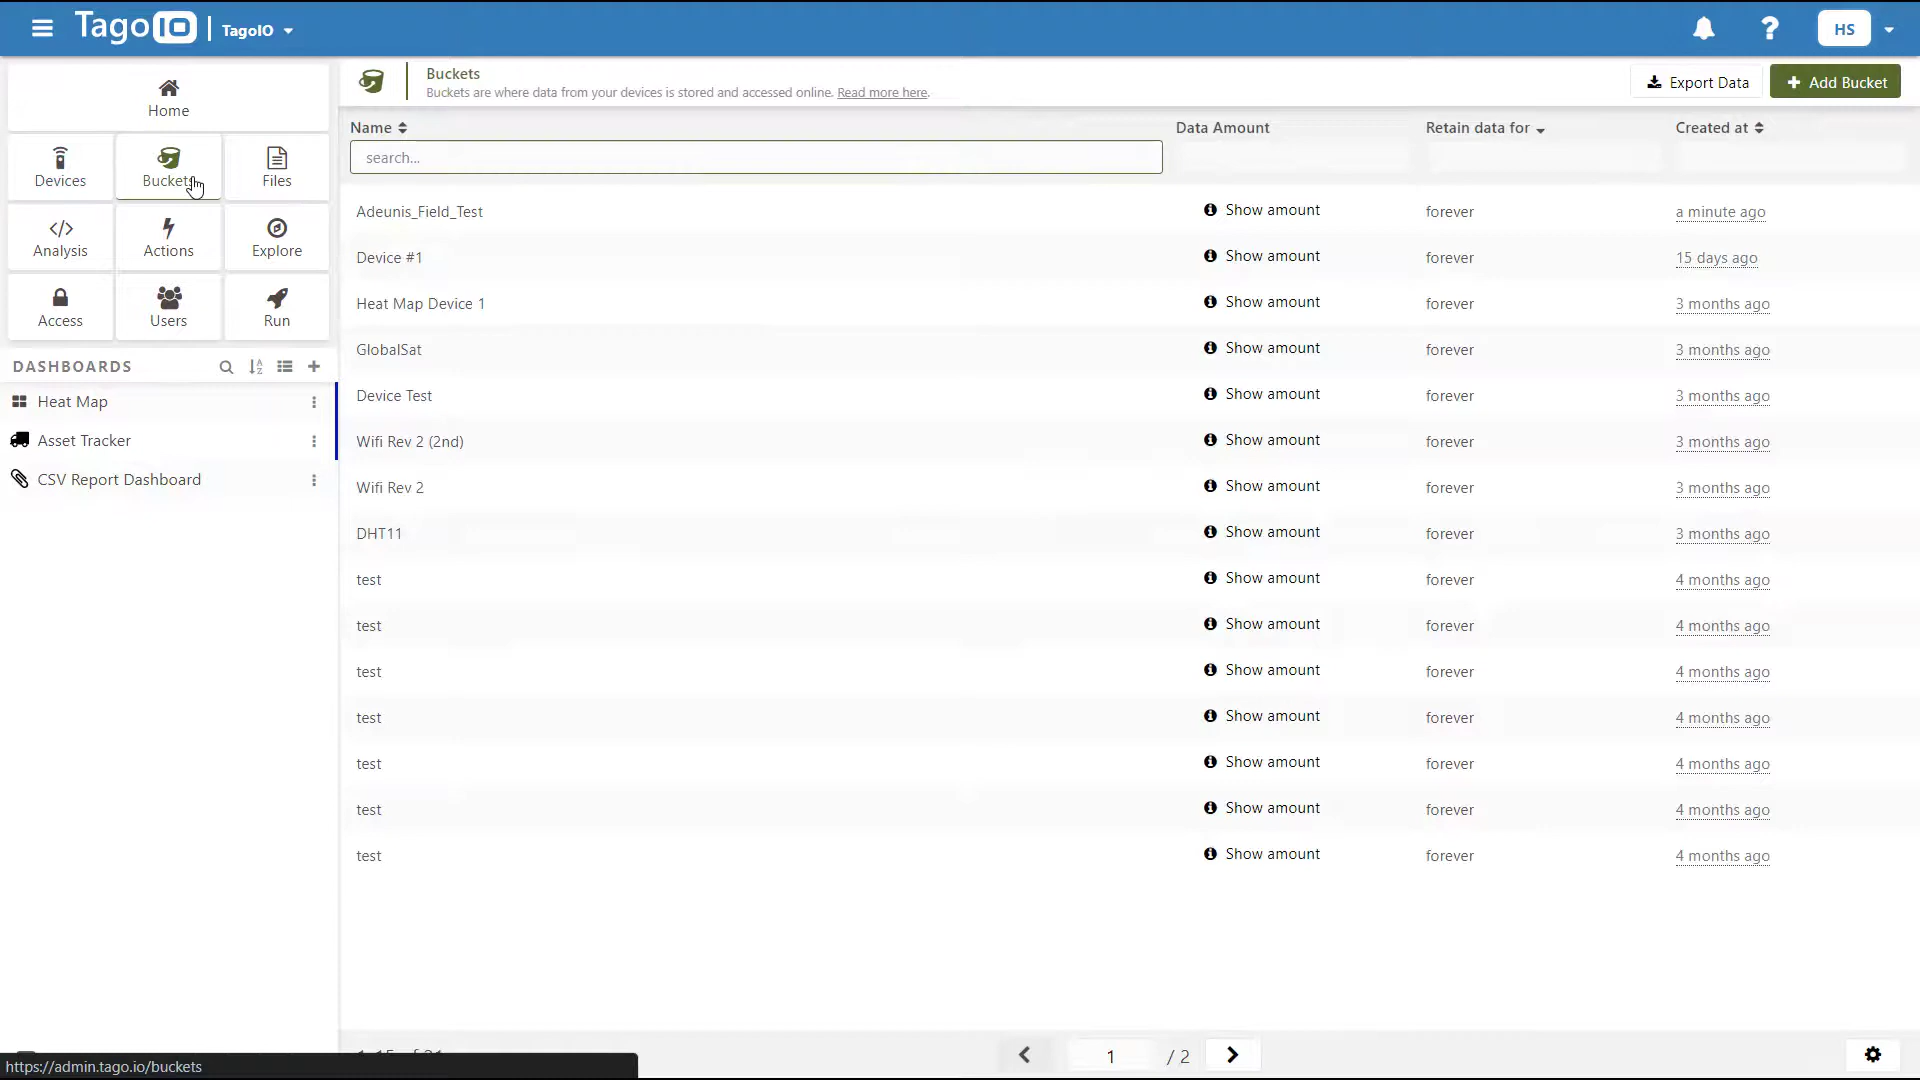 TagoIO | TagoIO
HS
Home
Devices
Buckets
Files
Analysis
Actions
Explore
Access
Users
Run
DASHBOARDS
Heat Map
Asset Tracker
CSV Report Dashboard
Buckets
Buckets are where data from your devices is stored and accessed online. Read more here.
Export Data
+ Add Bucket
Name Data Amount Retain data for Created at
search...
Adeunis_Field_Test Show amount forever a minute ago
Device #1 Show amount forever 15 days ago
Heat Map Device 1 Show amount forever 3 months ago
GlobalSat Show amount forever 3 months ago
Device Test Show amount forever 3 months ago
Wifi Rev 2 (2nd) Show amount forever 3 months ago
Wifi Rev 2 Show amount forever 3 months ago
DHT11 Show amount forever 3 months ago
test Show amount forever 4 months ago
test Show amount forever 4 months ago
test Show amount forever 4 months ago
test Show amount forever 4 months ago
test Show amount forever 4 months ago
test Show amount forever 4 months ago
test Show amount forever 4 months ago
1 / 2
https://admin.tago.io/buckets